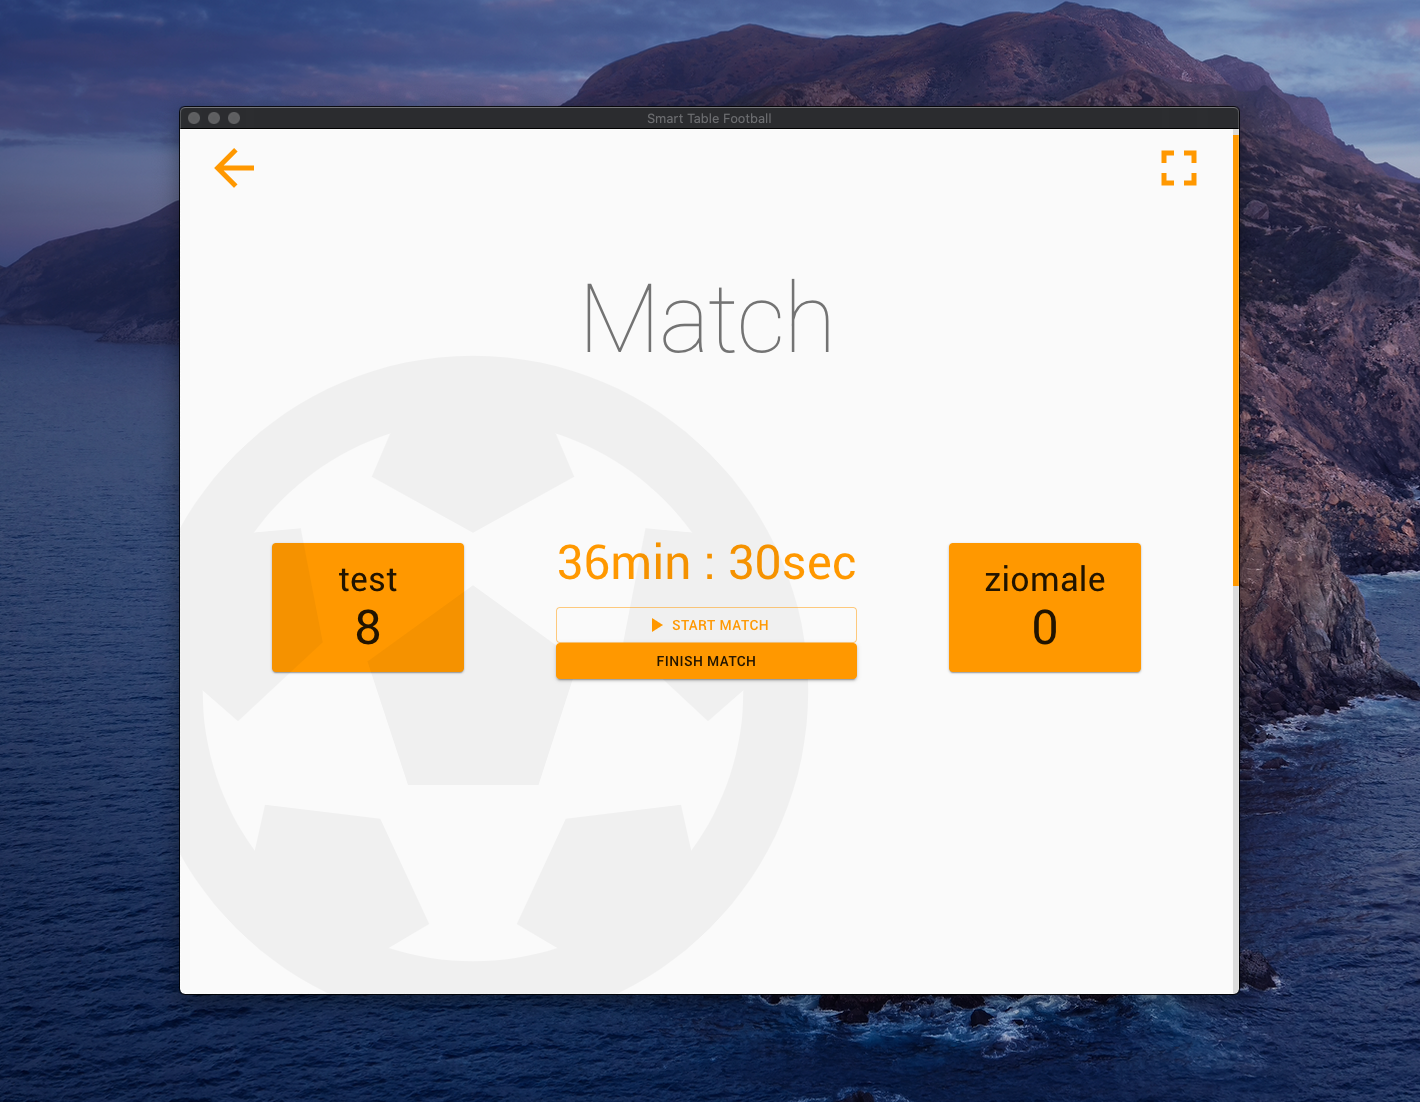 Smart Table Football
Match
test
8
36min : 30sec
START MATCH
FINISH MATCH
ziomale
0